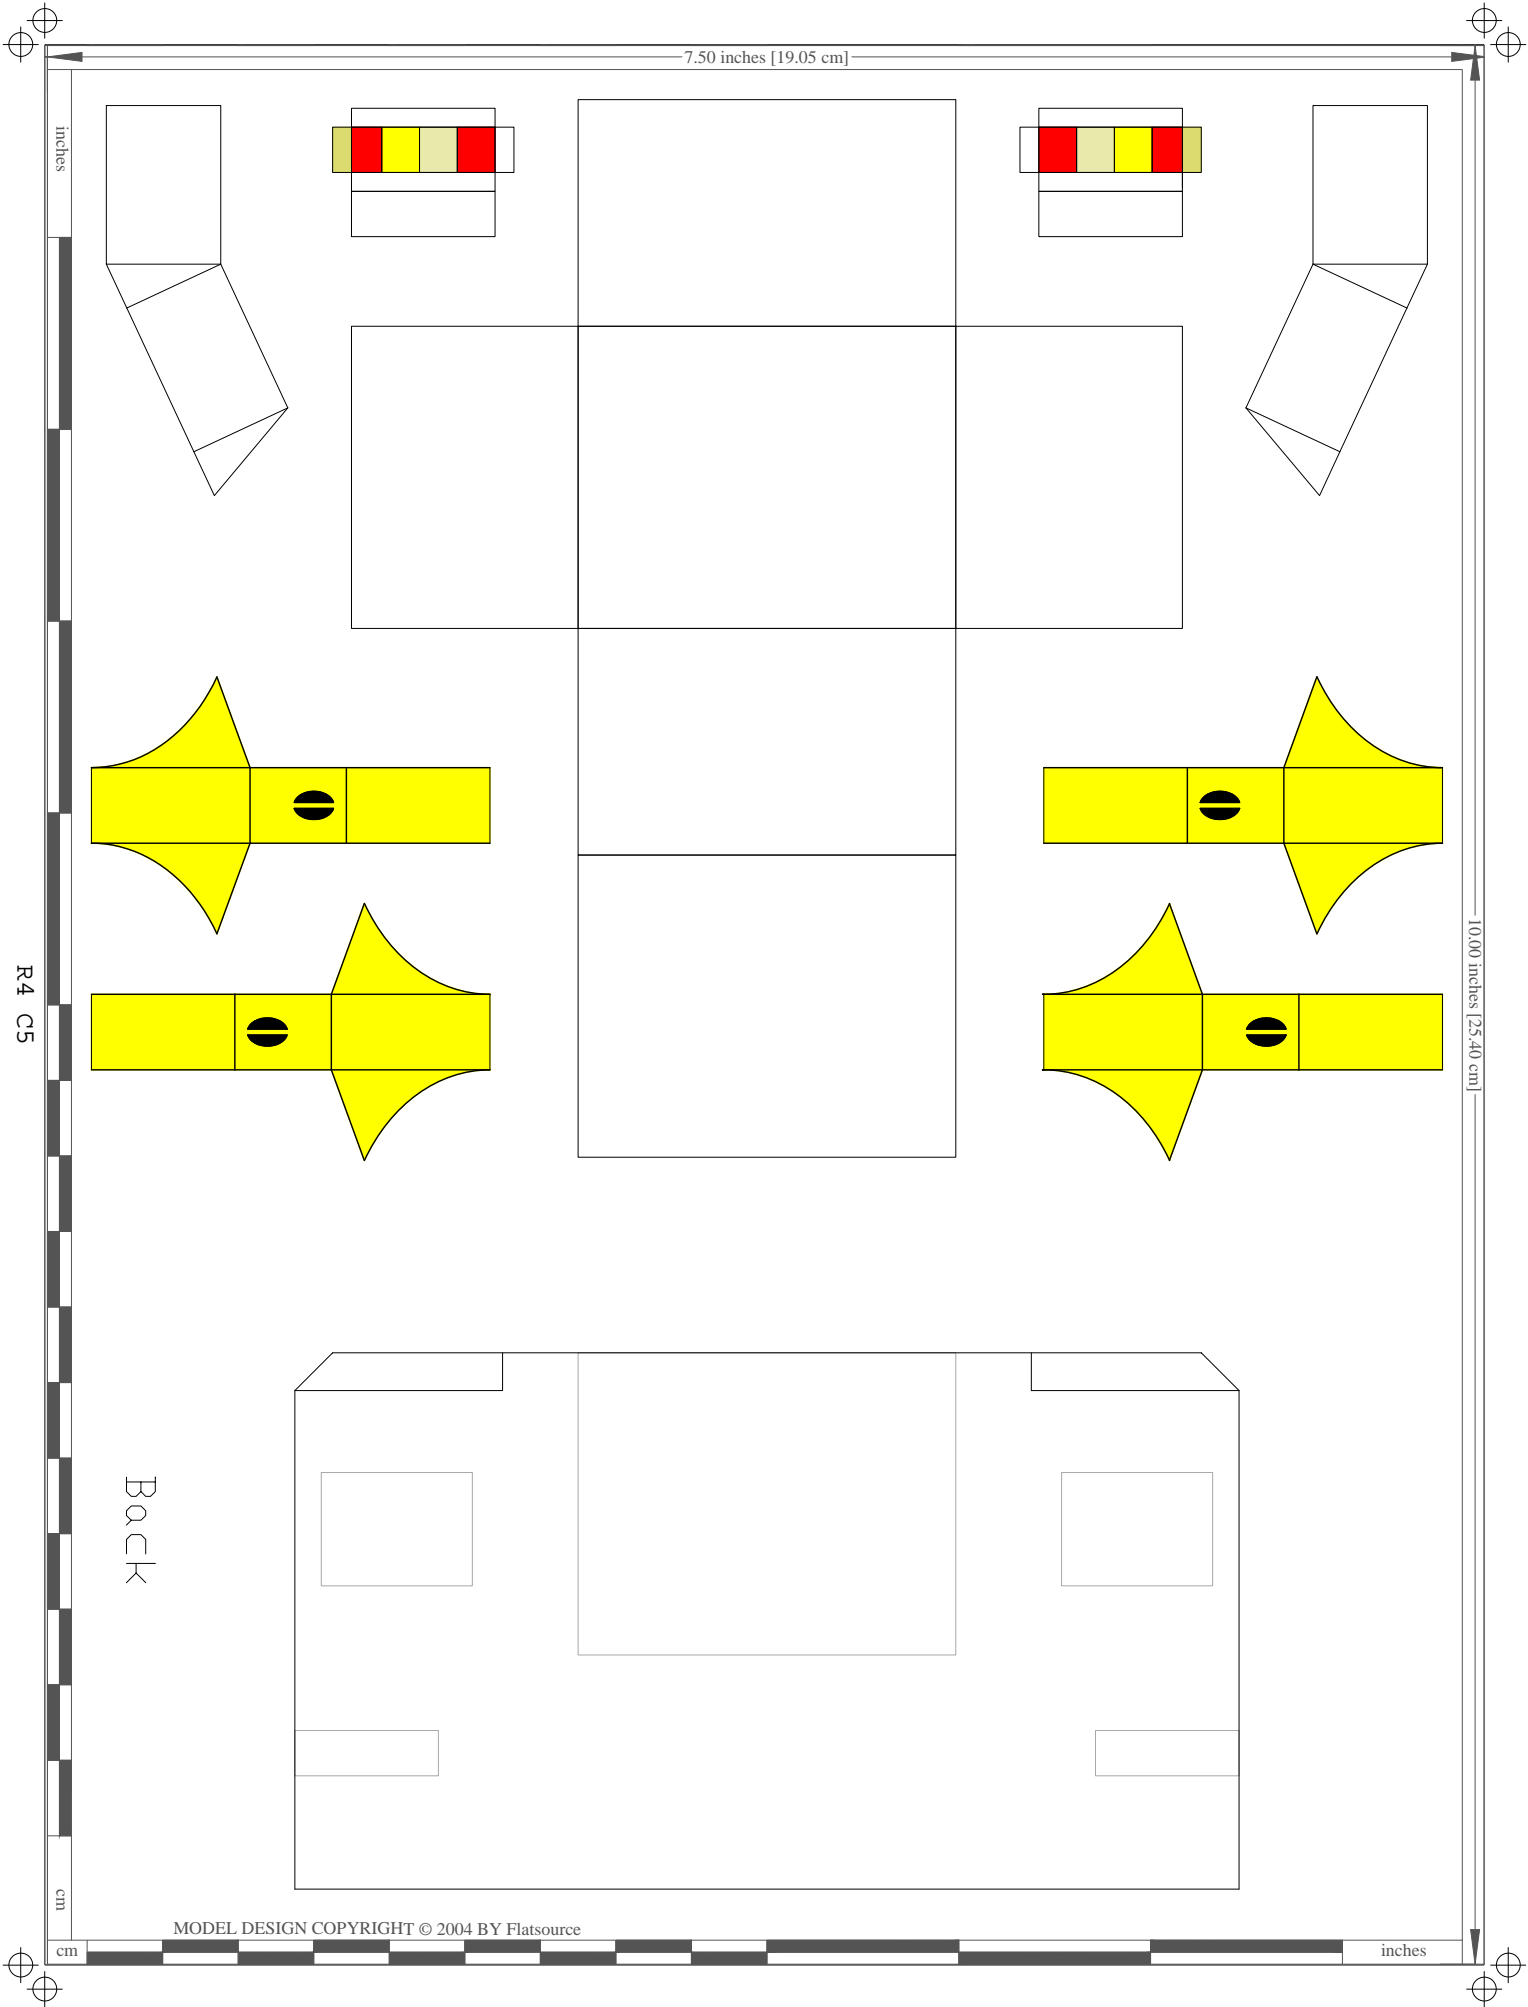 7.50 inches [19.05 cm]
inches
10.00 inches [25.40 cm]
R4 C5
Back
cm
MODEL DESIGN COPYRIGHT © 2004 BY Flatsource
cm
inches